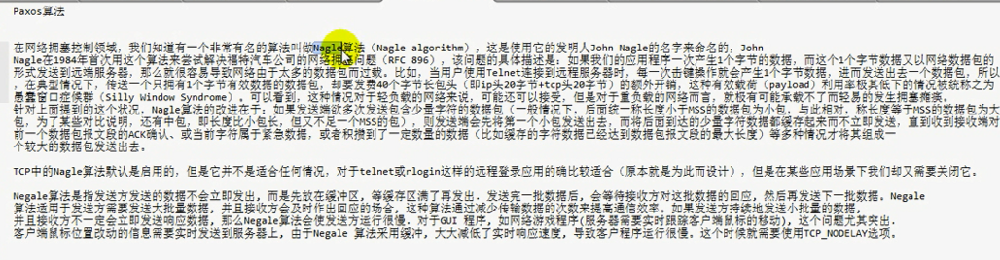 Paxos算法
在网络拥塞控制领域，我们知道有一个非常有名的算法叫做Nagle算法（Nagle algorithm），这是使用它的发明人John Nagle的名字来命名的，John
Nagle在1984年首次用这个算法来尝试解决福特汽车公司的网络拥塞问题（RFC 896），该问题的具体描述是：如果我们的应用程序一次产生1个字节的数据，而这个1个字节数据又以网络数据包的
形式发送到远端服务器，那么就很容易导致网络由于太多的数据包而过载。比如，当用户使用Telnet连接到远程服务器时，每一次击键操作就会产生1个字节数据，进而发送出去一个数据包，所以
，在典型情况下，传送一个只拥有1个字节有效数据的数据包，却要发费40个字节长包头（即ip头20字节+tcp头20字节）的额外开销，这种有效载荷（payload）利用率极其低下的情况被统称之为
愚蠢窗口症候群（Silly Window Syndrome）。可以看到，这种情况对于轻负载的网络来说，可能还可以接受，但是对于重负载的网络而言，就极有可能承载不了而轻易的发生拥塞瘫痪。
针对上面提到的这个状况，Nagle算法的改进在于：如果发送端欲多次发送包含少量字符的数据包（一般情况下，后面统一称长度小于MSS的数据包为小包，与此相对，称长度等于MSS的数据包为大
包，为了某些对比说明，还有中包，即长度比小包长，但又不足一个MSS的包），则发送端会先将第一个小包发送出去，而将后面到达的少量字符数据都缓存起来而不立即发送，直到收到接收端对
前一个数据包报文段的ACK确认、或当前字符属于紧急数据，或者积攒到了一定数量的数据（比如缓存的字符数据已经达到数据包报文段的最大长度）等多种情况才将其组成一
个较大的数据包发送出去。
TCP中的Nagle算法默认是启用的，但是它并不是适合任何情况，对于telnet或rlogin这样的远程登录应用的确比较适合（原本就是为此而设计），但是在某些应用场景下我们却又需要关闭它。
Negale算法是指发送方发送的数据不会立即发出，而是先放在缓冲区，等缓存区满了再发出．发送完一批数据后，会等待接收方对这批数据的回应，然后再发送下一批数据。Negale
算法适用于发送方需要发送大批量数据，并且接收方会及时作出回应的场合，这种算法通过减少传输数据的次数来提高通信效率。如果发送方持续地发送小批量的数据，
并且接收方不一定会立即发送响应数据，那么Negale算法会使发送方运行很慢．对于GUI 程序，如网络游戏程序(服务器需要实时跟踪客户端鼠标的移动)，这个问题尤其突出．
客户端鼠标位置改动的信息需要实时发送到服务器上，由于Negale 算法采用缓冲，大大减低了实时响应速度，导致客户程序运行很慢。这个时候就需要使用TCP_NODELAY选项。